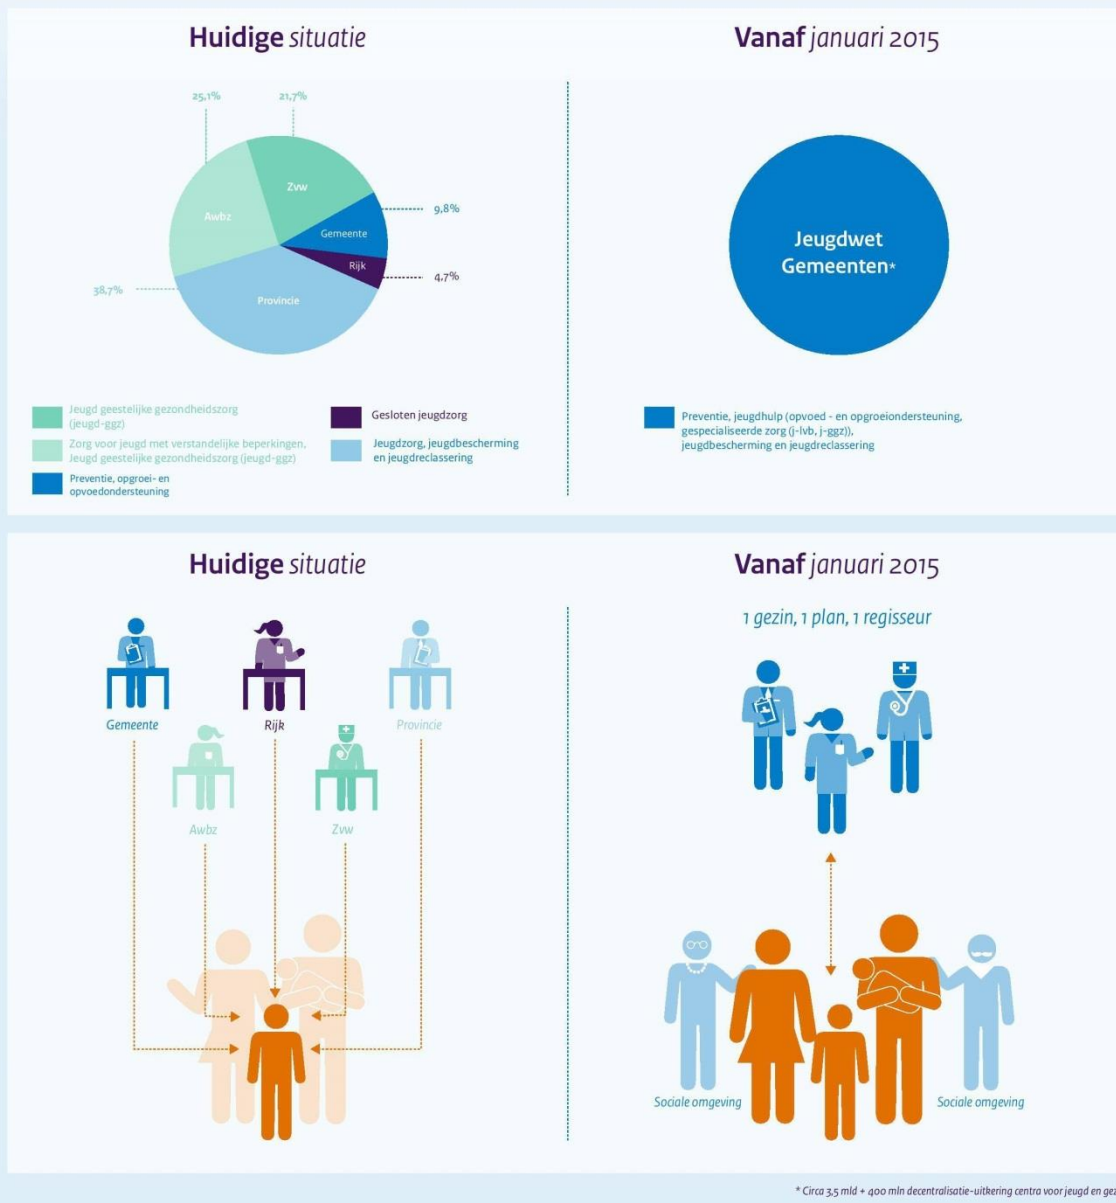 Huidige situatie
25,1%
21,7%
Zvw
Awbz
9,8%
Gemeente
Rijk
4,7%
38,7%
Provincie
Jeugd geestelijke gezondheidszorg
(jeugd-ggz)
Zorg voor jeugd met verstandelijke beperkingen,
Jeugd geestelijke gezondheidszorg (jeugd-ggz)
Preventie, opgroei- en
opvoedondersteuning
Gesloten jeugdzorg
Jeugdzorg, jeugdbescherming
en jeugdreclassering
Vanaf januari 2015
Jeugdwet
Gemeenten*
Preventie, jeugdhulp (opvoed - en opgroeiondersteuning,
gespecialiseerde zorg (j-lvb, j-ggz)),
jeugdbescherming en jeugdreclassering
Huidige situatie
Gemeente
Rijk
Provincie
Awbz
Zvw
Vanaf januari 2015
1 gezin, 1 plan, 1 regisseur
Sociale omgeving
Sociale omgeving
* Circa 3,5 mld + 400 mln decentralisatie-uitkering centra voor jeugd en